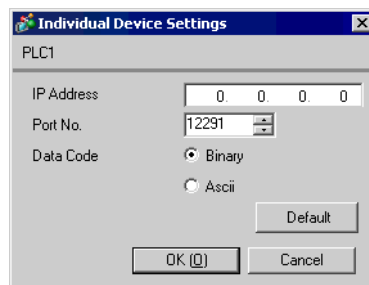 Individual Device Settings
PLC1
IP Address 0. 0. 0. 0
Port No. 12291
Data Code Binary
Ascii
Default
OK (O) Cancel